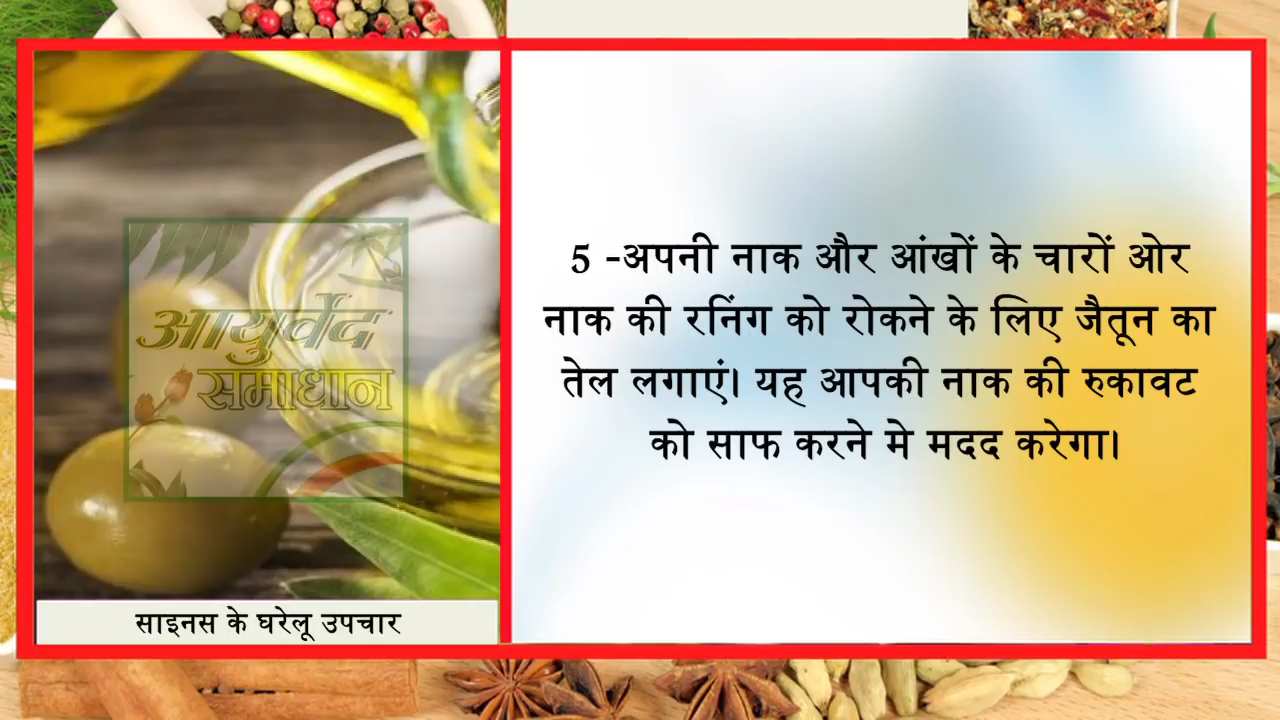 आयुर्वेद
समाधान
साइनस के घरेलू उपचार
5 -अपनी नाक और आंखों के चारों ओर
नाक की रनिंग को रोकने के लिए जैतून का
तेल लगाएं। यह आपकी नाक की रुकावट
को साफ करने मे मदद करेगा।